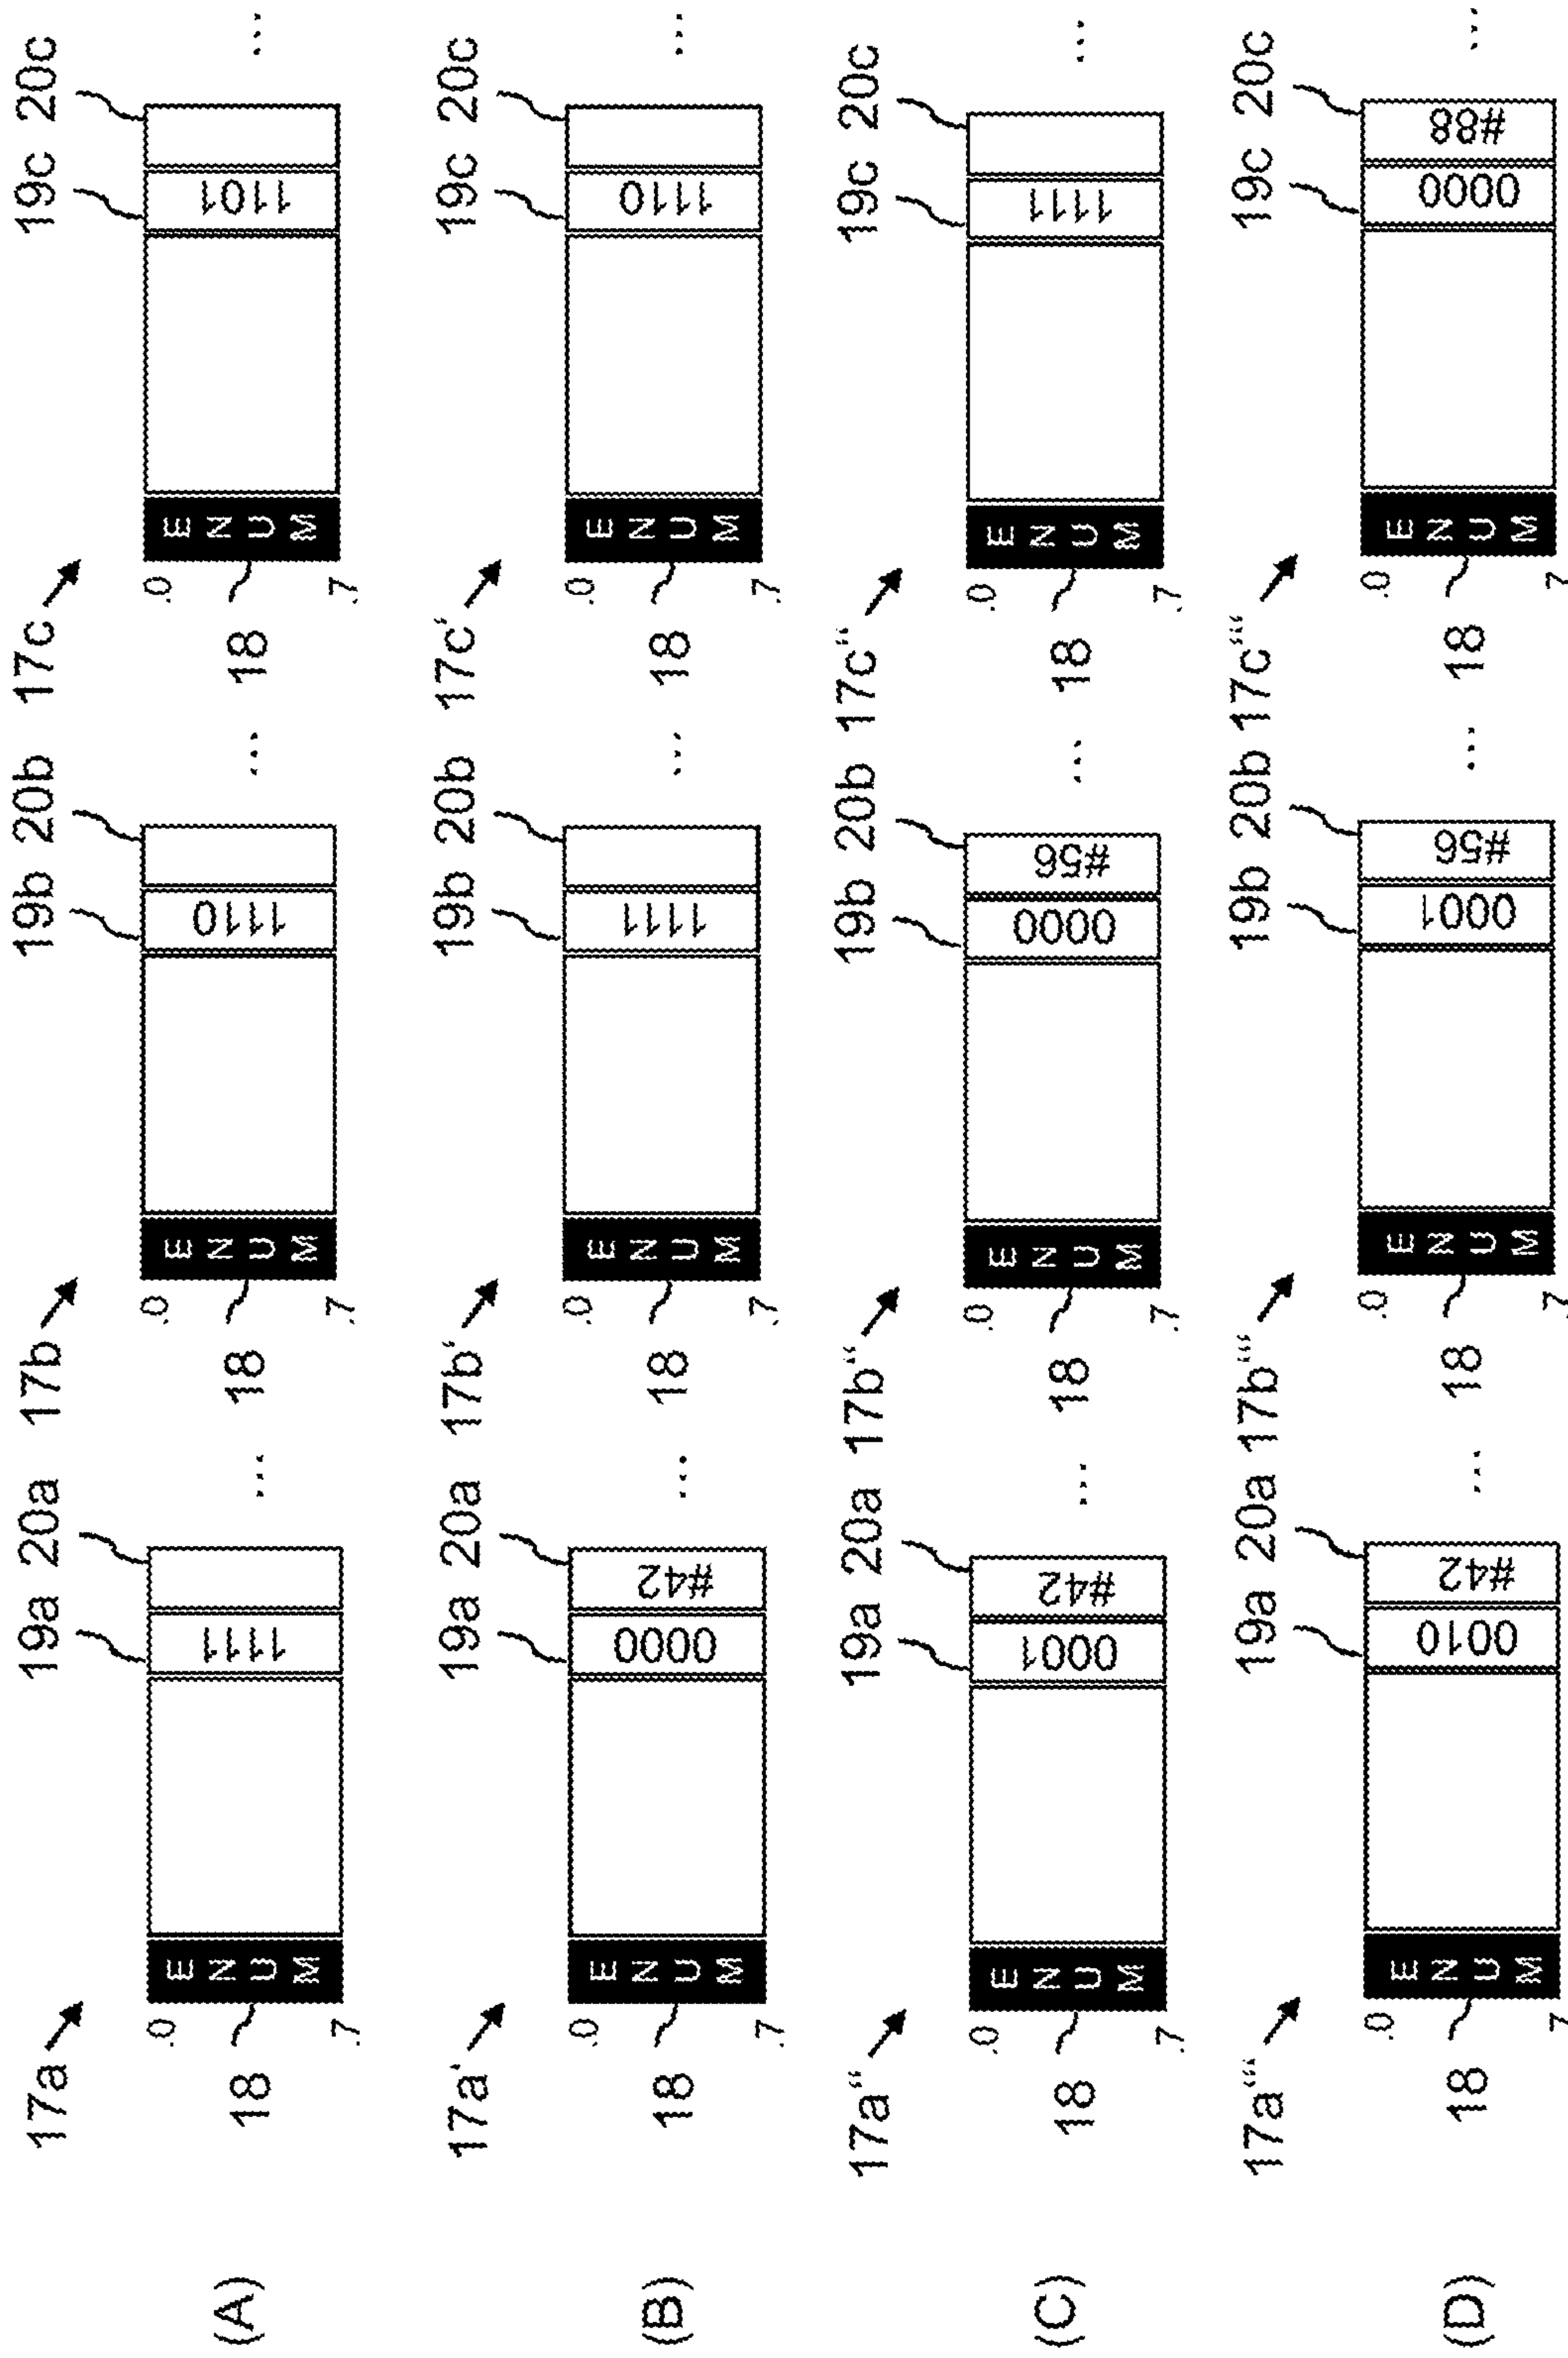 17a 19a 20a 17b 19b 20b 17c 19c 20c
.0 .0 .0
(A) 18 ENUM 1111 ... 18 ENUM 1110 ... 18 ENUM 1101 ...
.7 .7 .7
17a‘ 19a 20a 17b‘ 19b 20b 17c‘ 19c 20c
.0 .0 .0
(B) 18 ENUM 0000 #42 ... 18 ENUM 1111 ... 18 ENUM 1110 ...
.7 .7 .7
17a“ 19a 20a 17b“ 19b 20b 17c“ 19c 20c
.0 .0 .0
(C) 18 ENUM 0001 #42 ... 18 ENUM 0000 #56 ... 18 ENUM 1111 ...
.7 .7 .7
17a“‘ 19a 20a 17b“‘ 19b 20b 17c“‘ 19c 20c
.0 .0 .0
(D) 18 ENUM 0010 #42 ... 18 ENUM 0001 #56 ... 18 ENUM 0000 #88 ...
.7 .7 .7